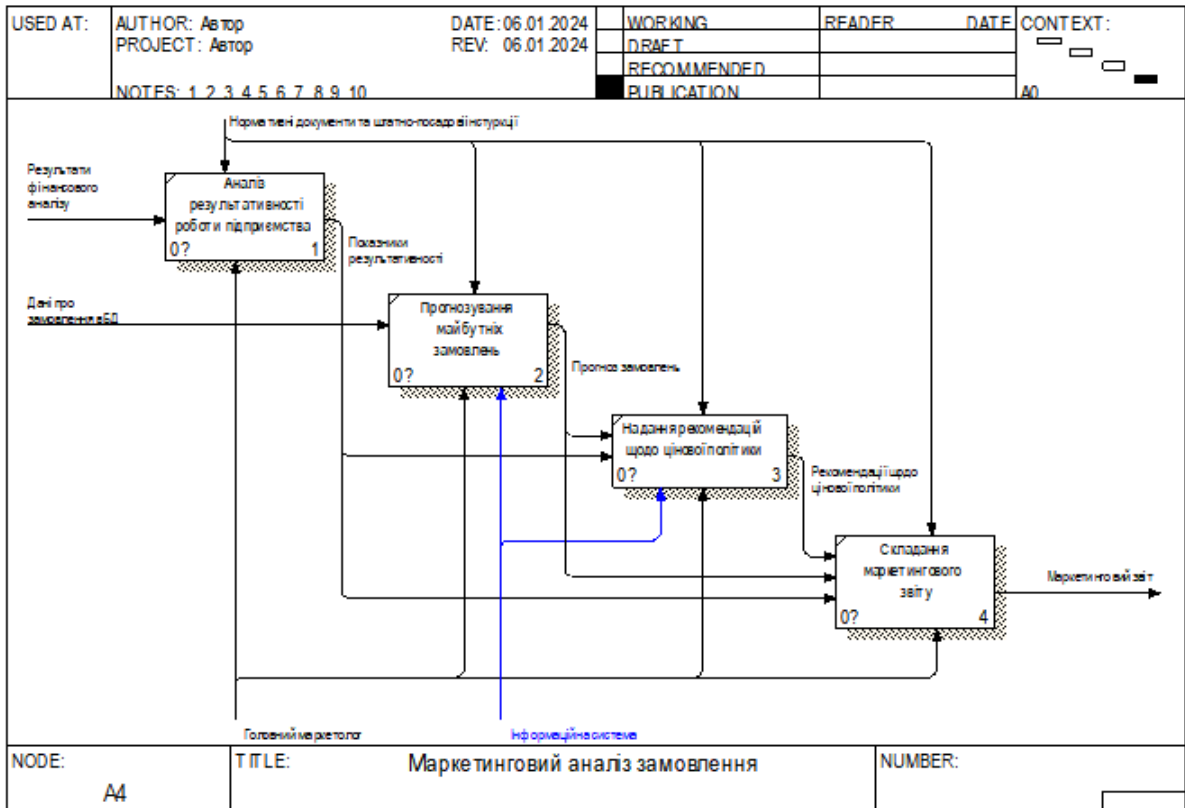 USED AT:
AUTHOR: Автор
DATE: 06.01.2024
PROJECT: Автор
REV: 06.01.2024
NOTES: 1 2 3 4 5 6 7 8 9 10
WORKING
DRAFT
RECOMMENDED
PUBLICATION
READER
DATE
CONTEXT:
A0
Нормативні документи та штатно-посадові інстуркції
Результати
фінансового
аналізу
Аналіз
результативності
роботи підприємства
0?
1
Показники
результативності
Дані про
замовлення в БД
Прогнозування
майбутніх
замовлень
0?
2
Прогноз замовлень
Надання рекомендацій
щодо цінової політики
0?
3
Рекомендації щодо
цінової політики
Складання
маркетингового
звіту
0?
4
Маркетинговий звіт
Головний маркетолог
Інформаційна система
NODE:
A4
TITLE:
Маркетинговий аналіз замовлення
NUMBER: